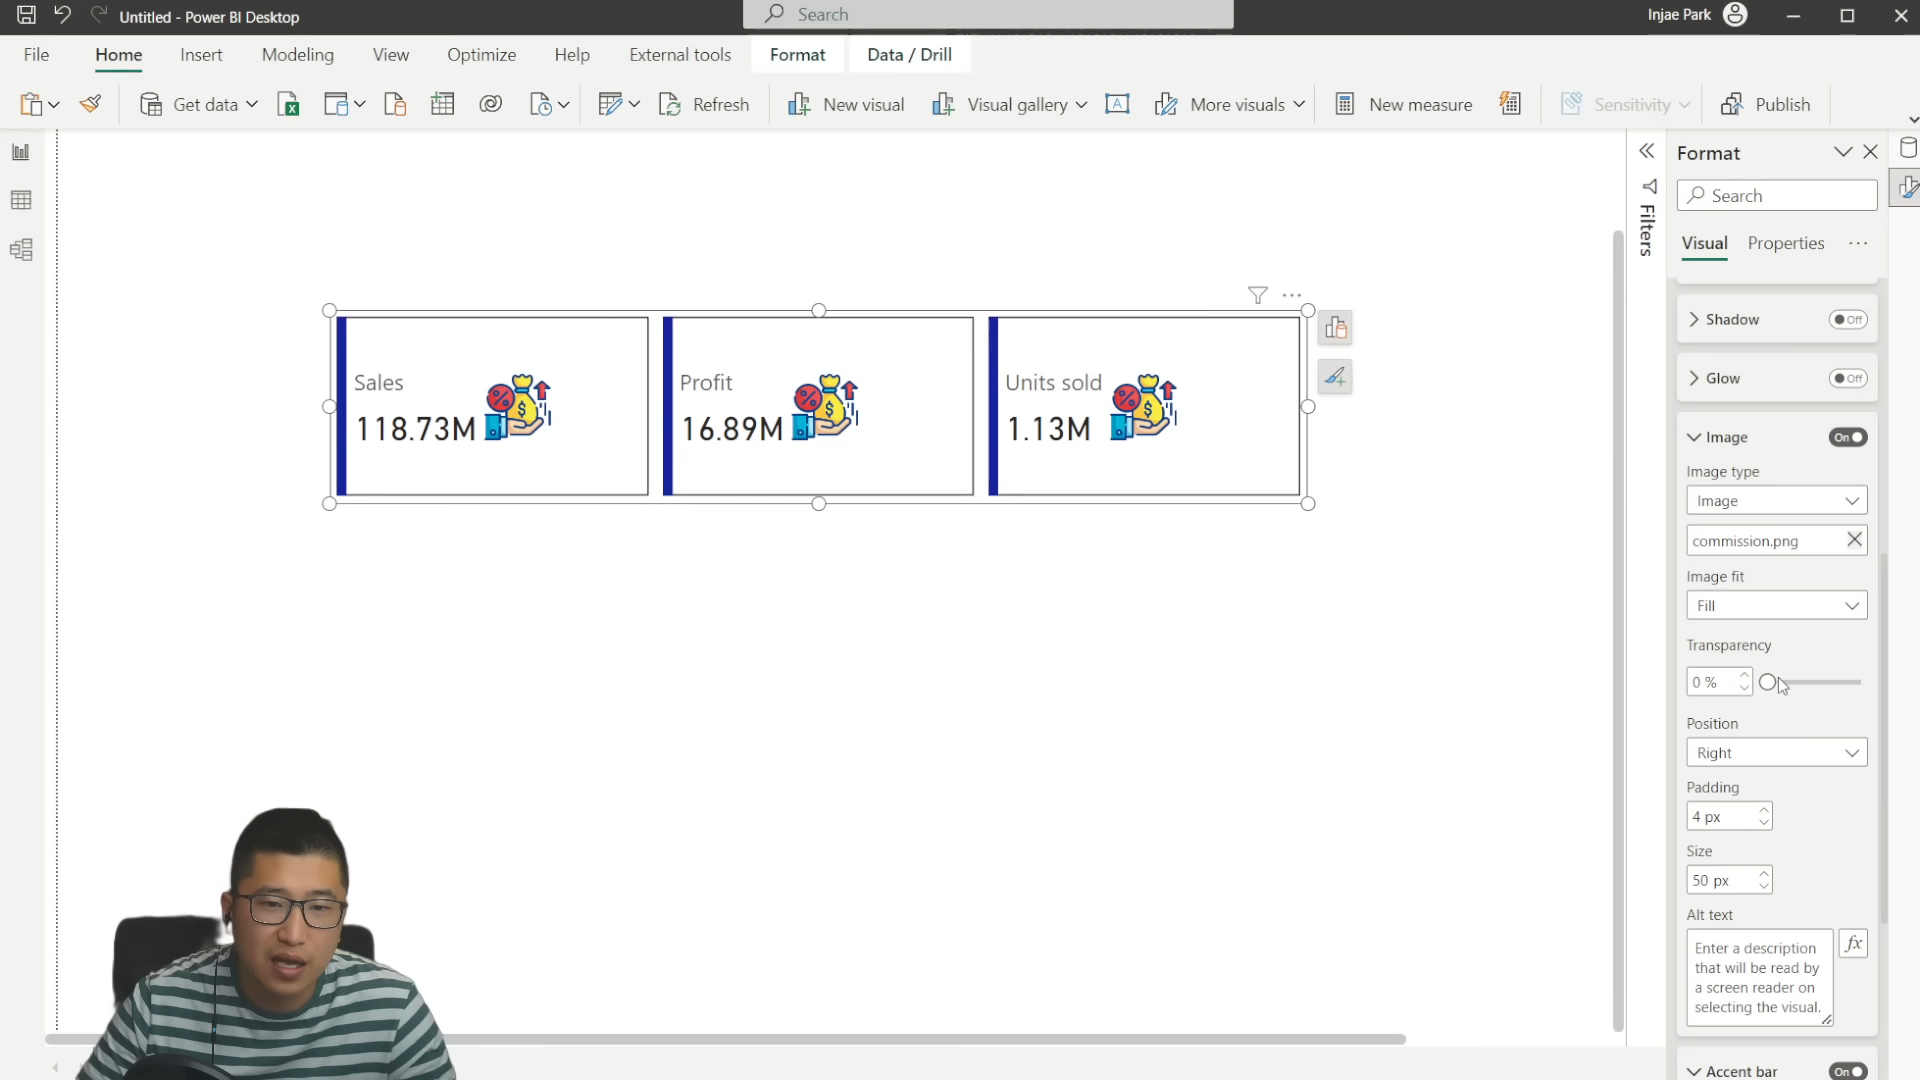 Untitled - Power BI Desktop
Search
Injae Park
File Home Insert Modeling View Optimize Help External tools Format Data / Drill
Get data Refresh New visual Visual gallery More visuals New measure Sensitivity Publish
Filters
Format
Search
Visual Properties
Shadow Off
Glow Off
Image On
Image type
Image
commission.png
Image fit
Fill
Transparency
0 %
Position
Right
Padding
4 px
Size
50 px
Alt text
Enter a description
that will be read by
a screen reader on
selecting the visual.
fx
Accent bar On
Sales
118.73M
Profit
16.89M
Units sold
1.13M